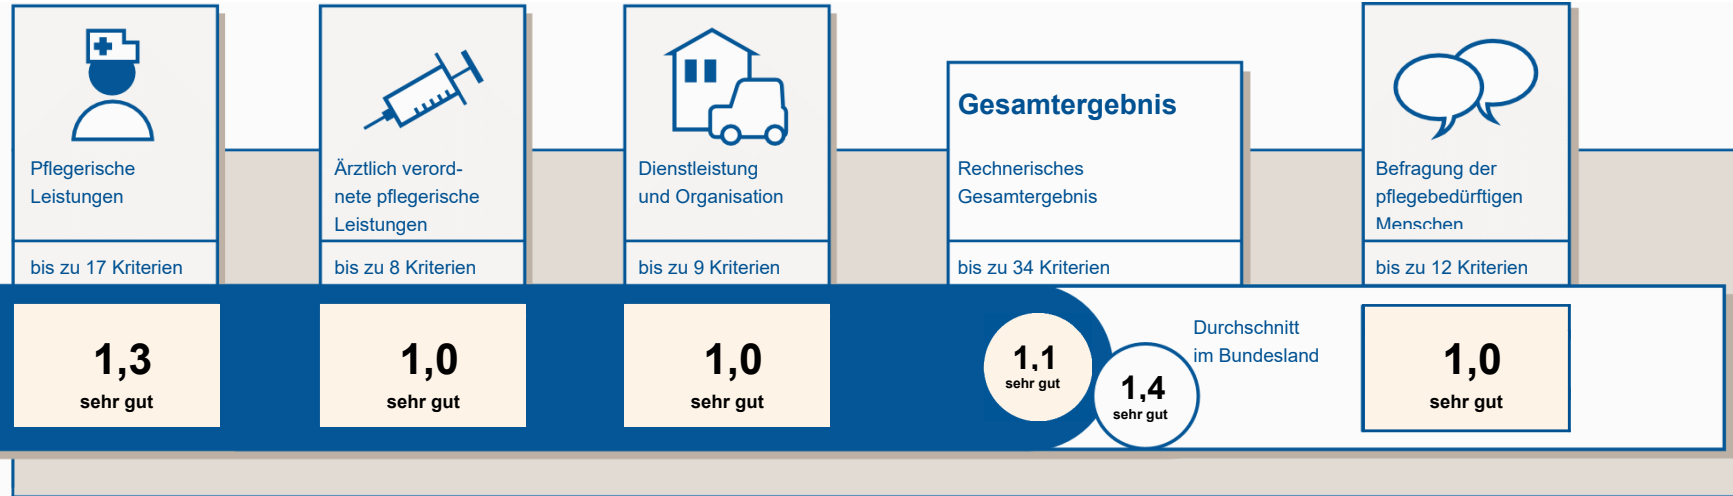 Pflegerische
Leistungen
bis zu 17 Kriterien
1,3
sehr gut
Ärztlich verord-
nete pflegerische
Leistungen
bis zu 8 Kriterien
1,0
sehr gut
Dienstleistung
und Organisation
bis zu 9 Kriterien
1,0
sehr gut
Gesamtergebnis
Rechnerisches
Gesamtergebnis
bis zu 34 Kriterien
1,1
sehr gut
1,4
sehr gut
Durchschnitt
im Bundesland
Befragung der
pflegebedürftigen
Menschen
bis zu 12 Kriterien
1,0
sehr gut